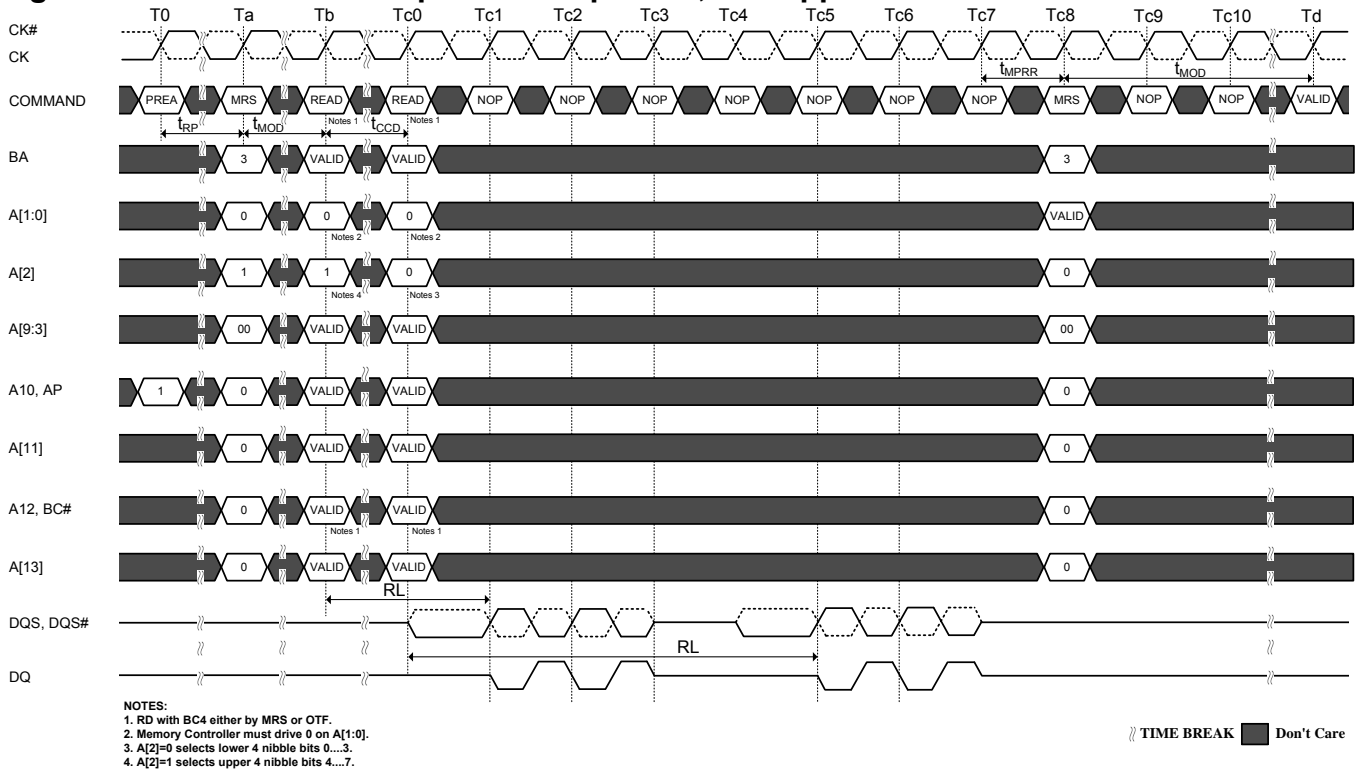 T0 Ta Tb Tc0 Tc1 Tc2 Tc3 Tc4 Tc5 Tc6 Tc7 Tc8 Tc9 Tc10 Td
CK#
CK
tMPRR tMOD
COMMAND PREA MRS READ READ NOP NOP NOP NOP NOP NOP NOP MRS NOP NOP VALID
Notes 1 Notes 1
tRP tMOD tCCD
BA 3 VALID VALID 3
A[1:0] 0 0 0 VALID
Notes 2 Notes 2
A[2] 1 1 0 0
Notes 4 Notes 3
A[9:3] 00 VALID VALID 00
A10, AP 1 0 VALID VALID 0
A[11] 0 VALID VALID 0
A12, BC# 0 VALID VALID 0
Notes 1 Notes 1
A[13] 0 VALID VALID 0
RL
DQS, DQS#
RL
DQ
NOTES:
1. RD with BC4 either by MRS or OTF.
2. Memory Controller must drive 0 on A[1:0].
3. A[2]=0 selects lower 4 nibble bits 0....3.
4. A[2]=1 selects upper 4 nibble bits 4....7.
TIME BREAK Don't Care